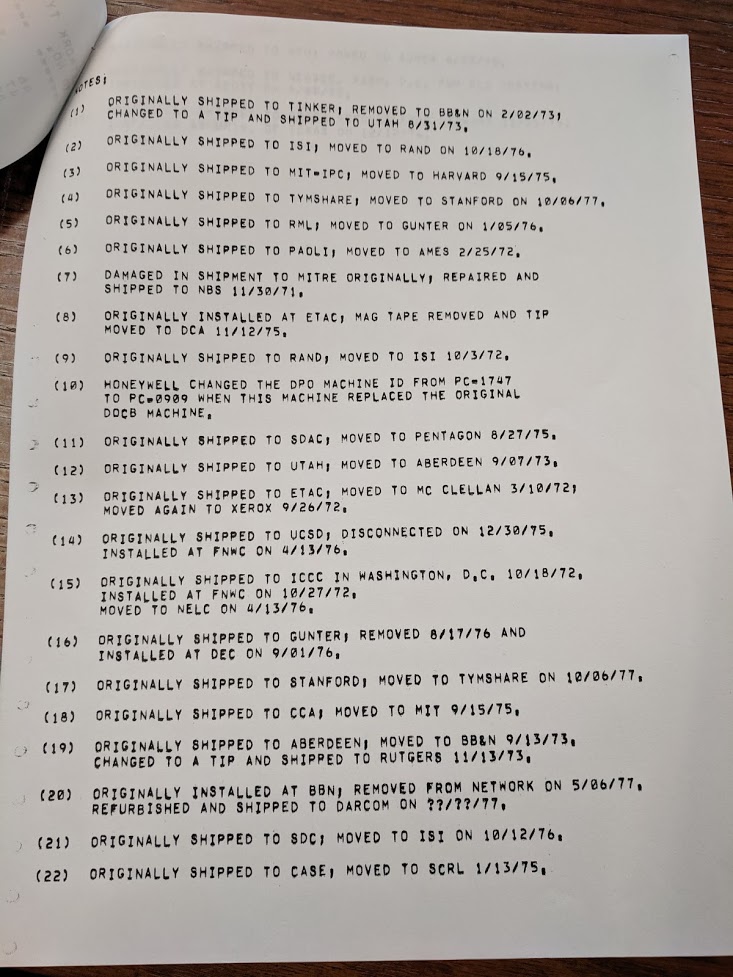 NOTES:
(1) ORIGINALLY SHIPPED TO TINKER; REMOVED TO BB&N ON 2/02/73;
CHANGED TO A TIP AND SHIPPED TO UTAH 8/31/73.
(2) ORIGINALLY SHIPPED TO ISI; MOVED TO RAND ON 10/18/76.
(3) ORIGINALLY SHIPPED TO MIT-IPC; MOVED TO HARVARD 9/15/75.
(4) ORIGINALLY SHIPPED TO TYMSHARE; MOVED TO STANFORD ON 10/06/77.
(5) ORIGINALLY SHIPPED TO RML; MOVED TO GUNTER ON 1/05/76.
(6) ORIGINALLY SHIPPED TO PAOLI; MOVED TO AMES 2/25/72.
(7) DAMAGED IN SHIPMENT TO MITRE ORIGINALLY; REPAIRED AND
SHIPPED TO NBS 11/30/71.
(8) ORIGINALLY INSTALLED AT ETAC; MAG TAPE REMOVED AND TIP
MOVED TO DCA 11/12/75.
(9) ORIGINALLY SHIPPED TO RAND; MOVED TO ISI 10/3/72.
(10) HONEYWELL CHANGED THE DPO MACHINE ID FROM PC-1747
TO PC-0909 WHEN THIS MACHINE REPLACED THE ORIGINAL
DOCB MACHINE.
(11) ORIGINALLY SHIPPED TO SDAC; MOVED TO PENTAGON 8/27/75.
(12) ORIGINALLY SHIPPED TO UTAH; MOVED TO ABERDEEN 9/07/73.
(13) ORIGINALLY SHIPPED TO ETAC; MOVED TO MC CLELLAN 3/10/72;
MOVED AGAIN TO XEROX 9/26/72.
(14) ORIGINALLY SHIPPED TO UCSD, DISCONNECTED ON 12/30/75.
INSTALLED AT FNWC ON 4/13/76.
(15) ORIGINALLY SHIPPED TO ICCC IN WASHINGTON, D.C. 10/18/72.
INSTALLED AT FNWC ON 10/27/72.
MOVED TO NELC ON 4/13/76.
(16) ORIGINALLY SHIPPED TO GUNTER; REMOVED 8/17/76 AND
INSTALLED AT DEC ON 9/01/76.
(17) ORIGINALLY SHIPPED TO STANFORD; MOVED TO TYMSHARE ON 10/06/77.
(18) ORIGINALLY SHIPPED TO CCA; MOVED TO MIT 9/15/75.
(19) ORIGINALLY SHIPPED TO ABERDEEN; MOVED TO BB&N 9/13/73.
CHANGED TO A TIP AND SHIPPED TO RUTGERS 11/13/73.
(20) ORIGINALLY INSTALLED AT BBN; REMOVED FROM NETWORK ON 5/06/77.
REFURBISHED AND SHIPPED TO DARCOM ON ??/??/77.
(21) ORIGINALLY SHIPPED TO SDC; MOVED TO ISI ON 10/12/76.
(22) ORIGINALLY SHIPPED TO CASE; MOVED TO SCRL 1/13/75.